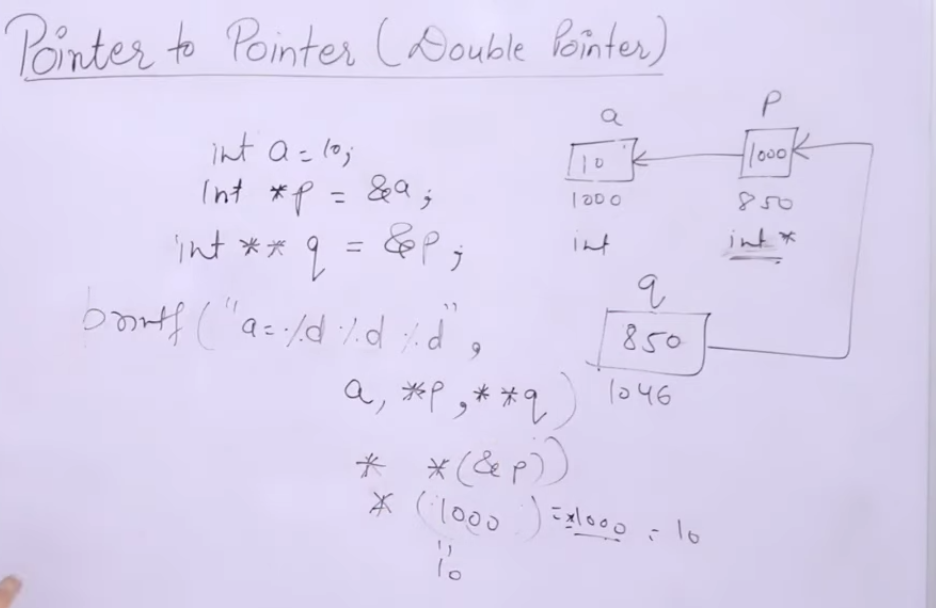 Pointer to Pointer (Double Pointer)
int a = 10;
int *p = &a;
int ** q = &p;
printf("a=%d %d %d",
a, *p, **q)
* *(&p))
* (1000) = *1000 = 10
"
10
a
10
1000
int
p
1000
850
int *
q
850
1046